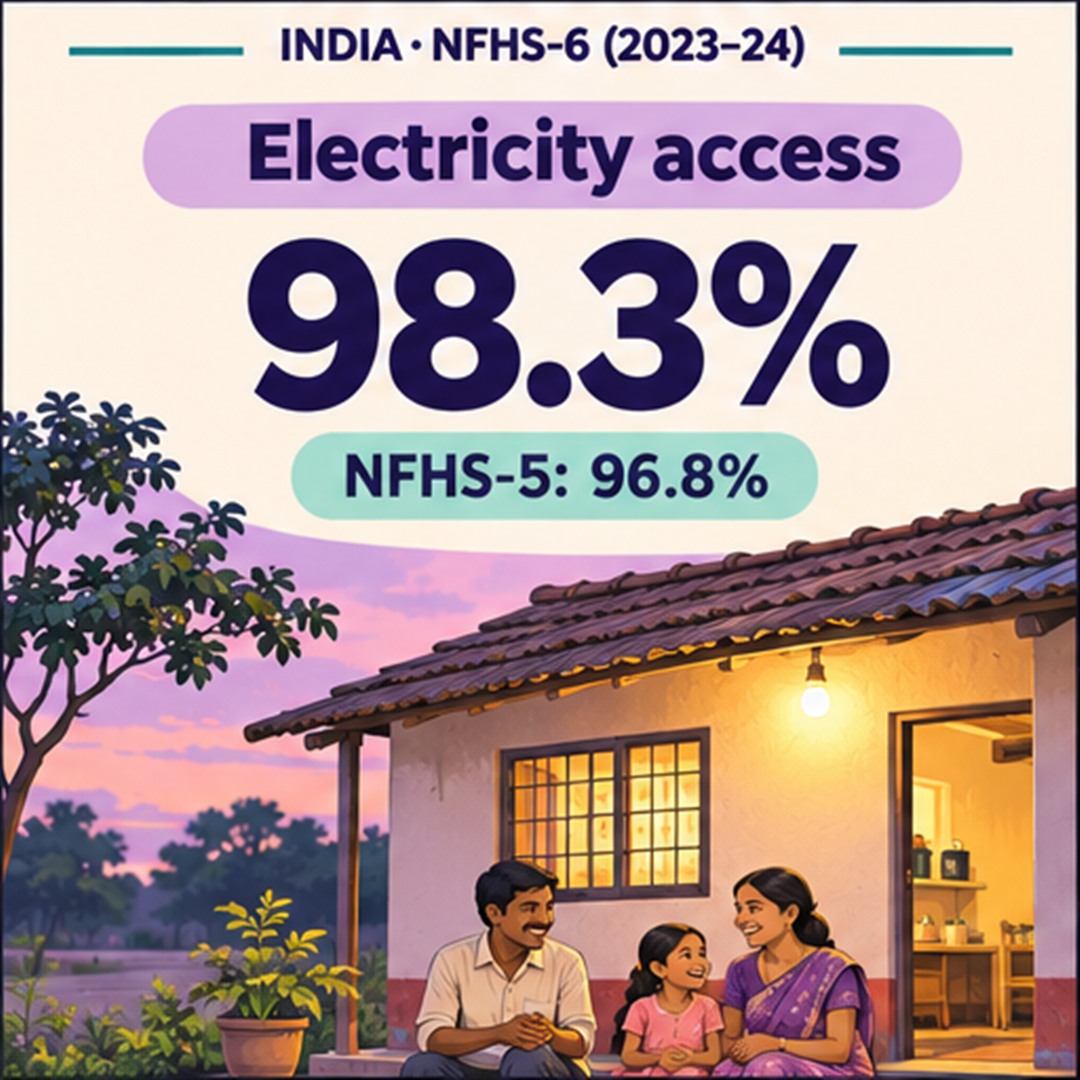 INDIA · NFHS-6 (2023–24)
Electricity access
98.3%
NFHS-5: 96.8%